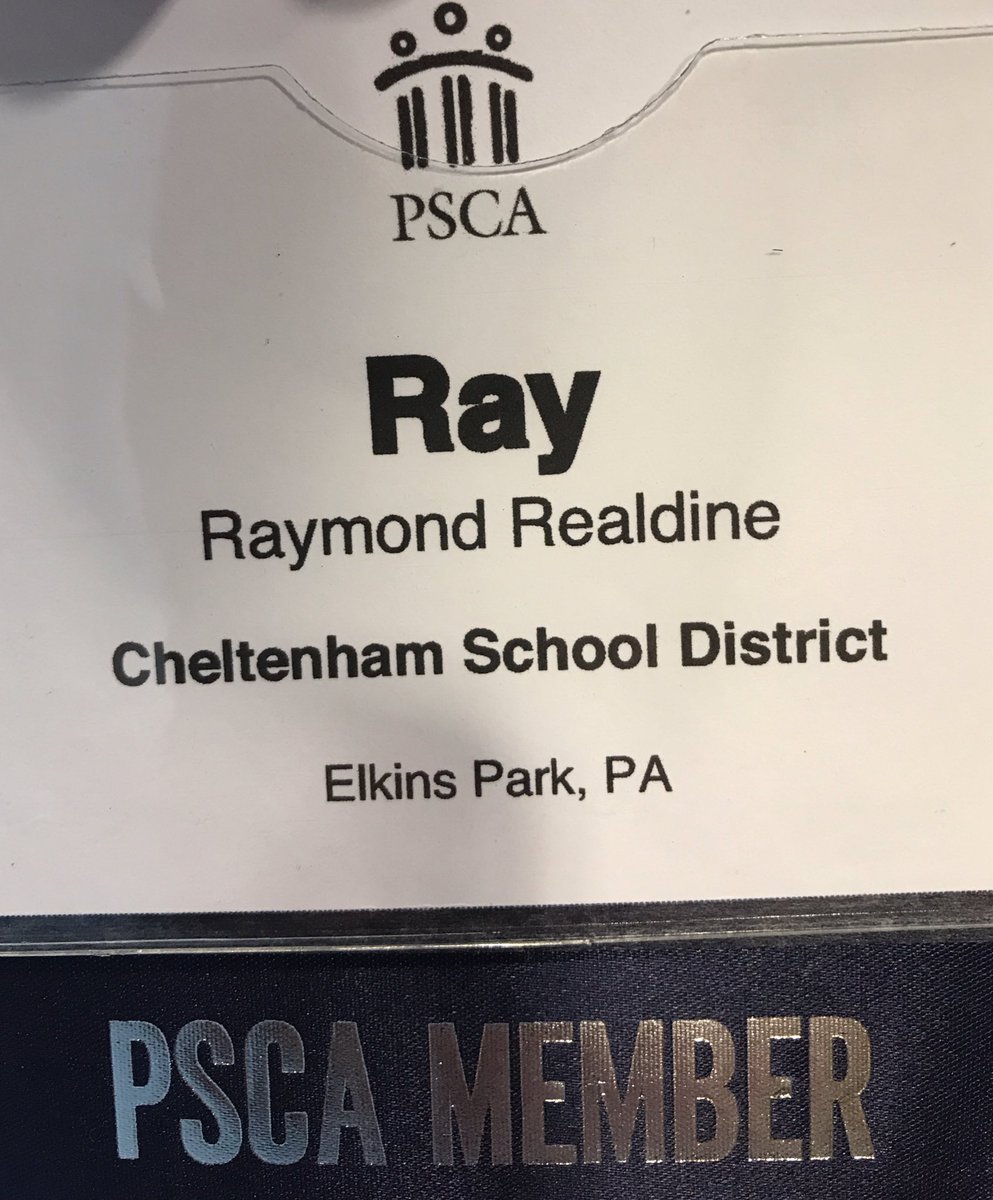 PSCA
Ray
Raymond Realdine
Cheltenham School District
Elkins Park, PA
PSCA MEMBER